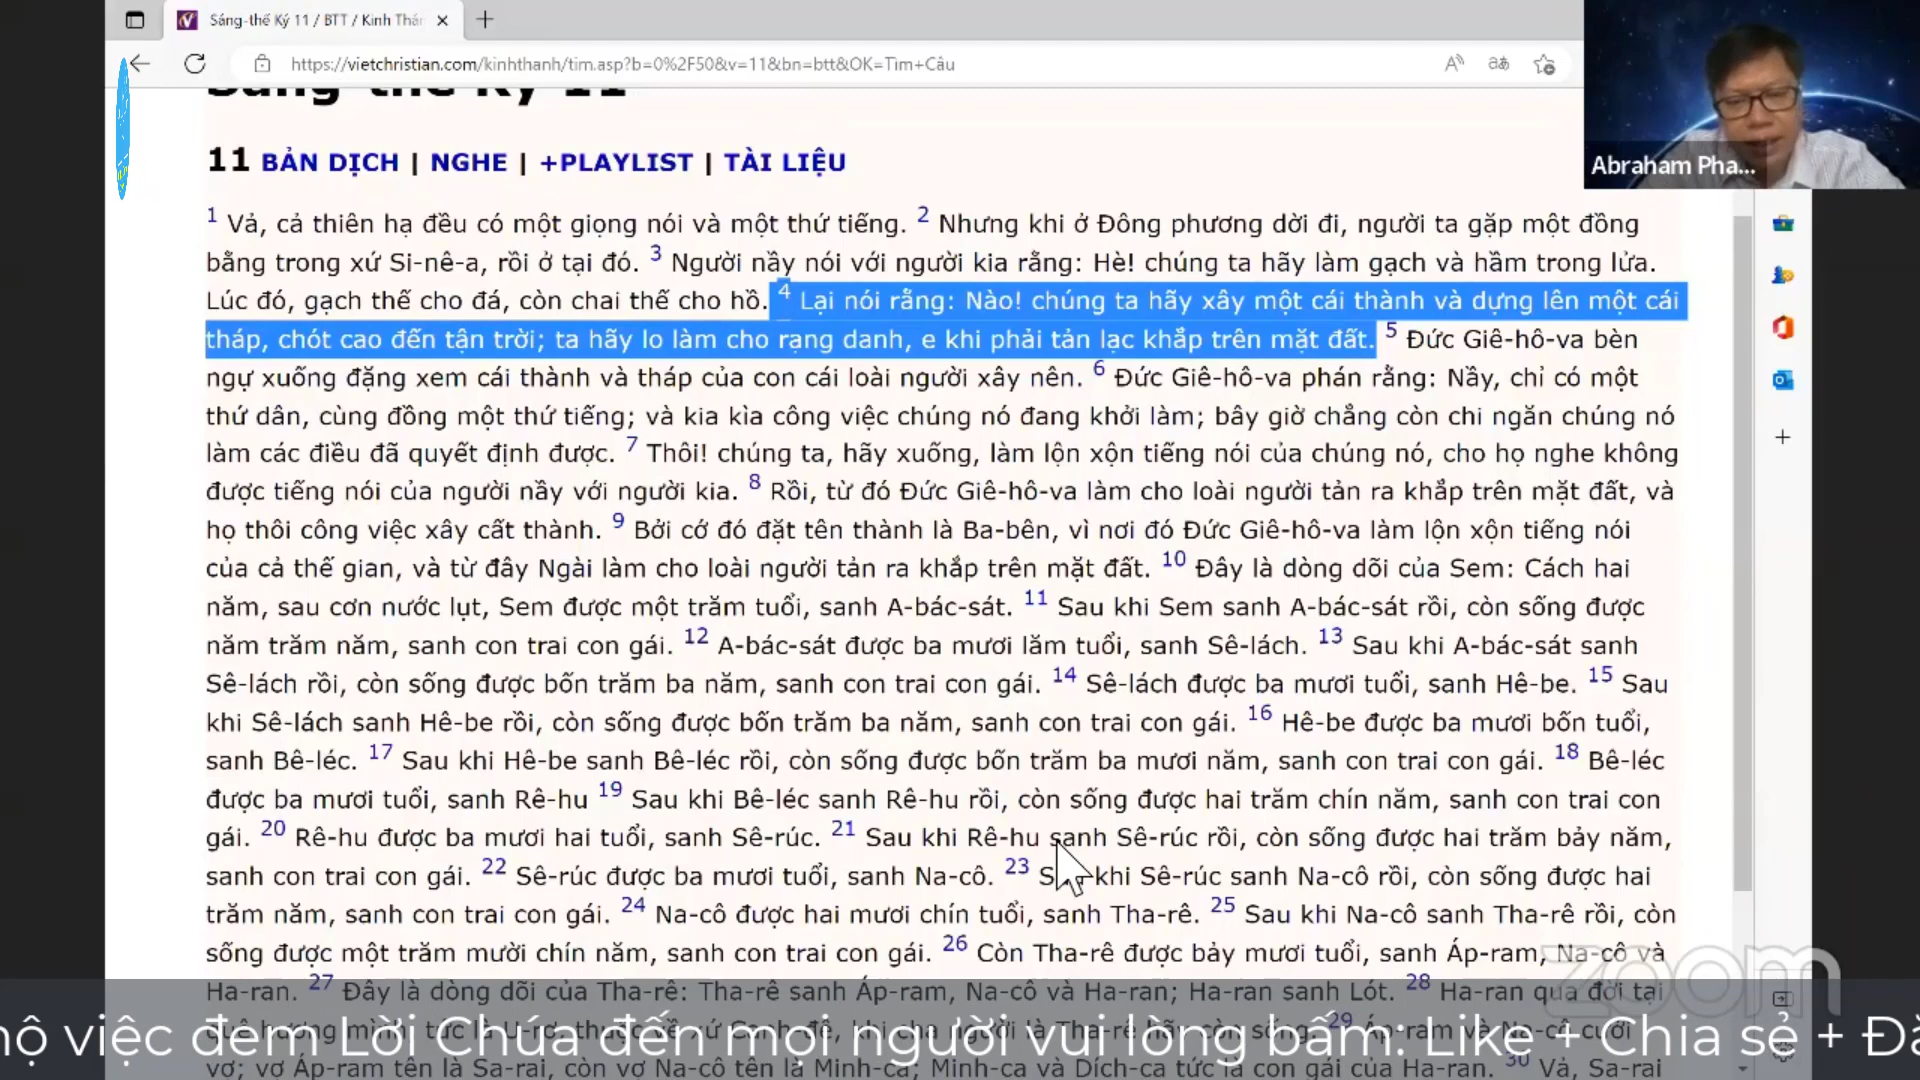 Sáng-thế Ký 11 / BTT / Kinh Thán
https://vietchristian.com/kinhthanh/tim.asp?b=0%2F50&v=11&bn=btt&OK=Tìm+Câu
Sáng-thế Ký 11
Abraham Pha...
11 BẢN DỊCH | NGHE | +PLAYLIST | TÀI LIỆU
1 Vả, cả thiên hạ đều có một giọng nói và một thứ tiếng. 2 Nhưng khi ở Đông phương dời đi, người ta gặp một đồng
bằng trong xứ Si-nê-a, rồi ở tại đó. 3 Người nầy nói với người kia rằng: Hè! chúng ta hãy làm gạch và hầm trong lửa.
Lúc đó, gạch thế cho đá, còn chai thế cho hồ. 4 Lại nói rằng: Nào! chúng ta hãy xây một cái thành và dựng lên một cái
tháp, chót cao đến tận trời; ta hãy lo làm cho rạng danh, e khi phải tản lạc khắp trên mặt đất. 5 Đức Giê-hô-va bèn
ngự xuống đặng xem cái thành và tháp của con cái loài người xây nên. 6 Đức Giê-hô-va phán rằng: Nầy, chỉ có một
thứ dân, cùng đồng một thứ tiếng; và kia kìa công việc chúng nó đang khởi làm; bây giờ chẳng còn chi ngăn chúng nó
làm các điều đã quyết định được. 7 Thôi! chúng ta, hãy xuống, làm lộn xộn tiếng nói của chúng nó, cho họ nghe không
được tiếng nói của người nầy với người kia. 8 Rồi, từ đó Đức Giê-hô-va làm cho loài người tản ra khắp trên mặt đất, và
họ thôi công việc xây cất thành. 9 Bởi cớ đó đặt tên thành là Ba-bên, vì nơi đó Đức Giê-hô-va làm lộn xộn tiếng nói
của cả thế gian, và từ đây Ngài làm cho loài người tản ra khắp trên mặt đất. 10 Đây là dòng dõi của Sem: Cách hai
năm, sau cơn nước lụt, Sem được một trăm tuổi, sanh A-bác-sát. 11 Sau khi Sem sanh A-bác-sát rồi, còn sống được
năm trăm năm, sanh con trai con gái. 12 A-bác-sát được ba mươi lăm tuổi, sanh Sê-lách. 13 Sau khi A-bác-sát sanh
Sê-lách rồi, còn sống được bốn trăm ba năm, sanh con trai con gái. 14 Sê-lách được ba mươi tuổi, sanh Hê-be. 15 Sau
khi Sê-lách sanh Hê-be rồi, còn sống được bốn trăm ba năm, sanh con trai con gái. 16 Hê-be được ba mươi bốn tuổi,
sanh Bê-léc. 17 Sau khi Hê-be sanh Bê-léc rồi, còn sống được bốn trăm ba mươi năm, sanh con trai con gái. 18 Bê-léc
được ba mươi tuổi, sanh Rê-hu 19 Sau khi Bê-léc sanh Rê-hu rồi, còn sống được hai trăm chín năm, sanh con trai con
gái. 20 Rê-hu được ba mươi hai tuổi, sanh Sê-rúc. 21 Sau khi Rê-hu sanh Sê-rúc rồi, còn sống được hai trăm bảy năm,
sanh con trai con gái. 22 Sê-rúc được ba mươi tuổi, sanh Na-cô. 23 Sau khi Sê-rúc sanh Na-cô rồi, còn sống được hai
trăm năm, sanh con trai con gái. 24 Na-cô được hai mươi chín tuổi, sanh Tha-rê. 25 Sau khi Na-cô sanh Tha-rê rồi, còn
sống được một trăm mười chín năm, sanh con trai con gái. 26 Còn Tha-rê được bảy mươi tuổi, sanh Áp-ram, Na-cô và
zoom
Ha-ran. 27 Đây là dòng dõi của Tha-rê: Tha-rê sanh Áp-ram, Na-cô và Ha-ran; Ha-ran sanh Lót. 28 Ha-ran qua đời tại
hộ việc đem Lời Chúa đến mọi người vui lòng bấm: Like + Chia sẻ + Đă
vợ; vợ Áp-ram tên là Sa-rai, còn vợ Na-cô tên là Minh-ca; Minh-ca và Dích-ca tức là con gái của Ha-ran. 30 Vả, Sa-rai